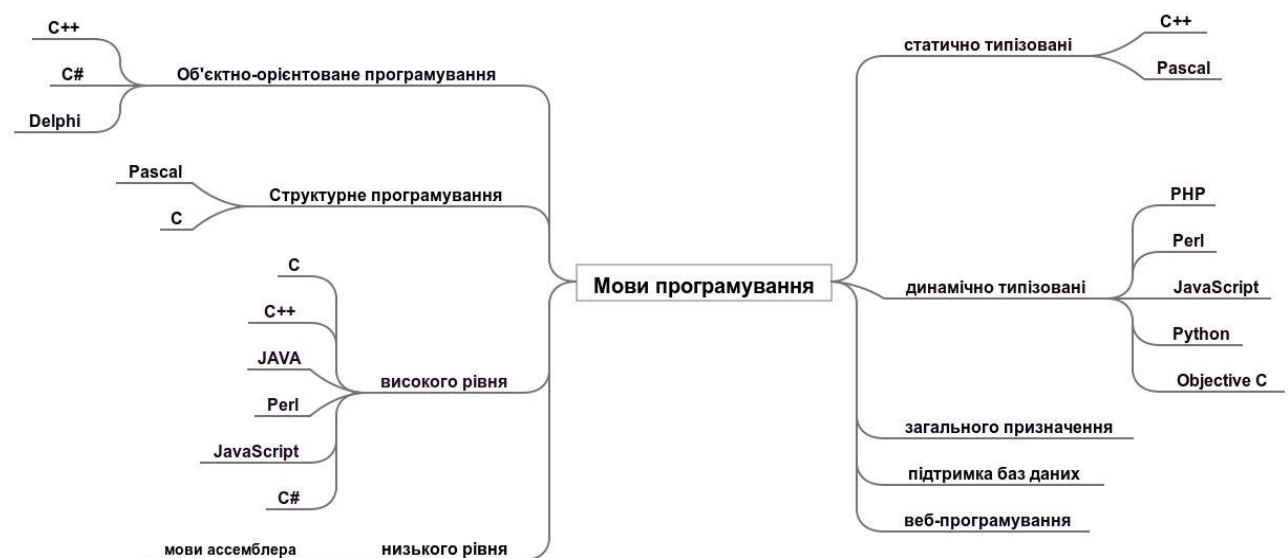 C++
C#
Delphi
Об'єктно-орієнтоване програмування
Pascal
C
Структурне програмування
C
C++
JAVA
Perl
JavaScript
C#
високого рівня
мови ассемблера
низького рівня
Мови програмування
статично типізовані
C++
Pascal
динамічно типізовані
PHP
Perl
JavaScript
Python
Objective C
загального призначення
підтримка баз даних
веб-програмування